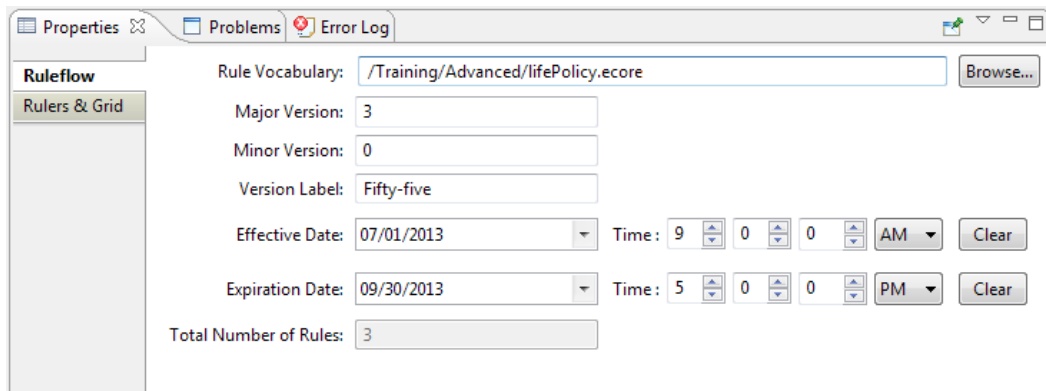 Properties Problems Error Log
Ruleflow Rule Vocabulary: /Training/Advanced/lifePolicy.ecore Browse...
Rulers & Grid Major Version: 3
Minor Version: 0
Version Label: Fifty-five
Effective Date: 07/01/2013 Time: 9 0 0 AM Clear
Expiration Date: 09/30/2013 Time: 5 0 0 PM Clear
Total Number of Rules: 3